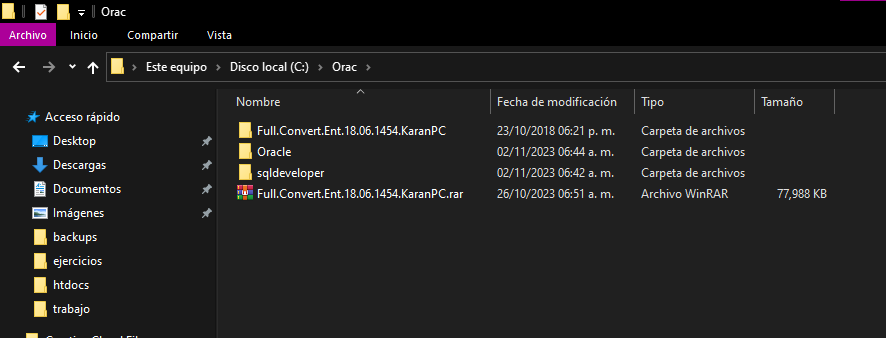 Orac
Archivo Inicio Compartir Vista
Este equipo Disco local (C:) Orac
Nombre Fecha de modificación Tipo Tamaño
Acceso rápido
Desktop
Descargas
Documentos
Imágenes
backups
ejercicios
htdocs
trabajo
Full.Convert.Ent.18.06.1454.KaranPC 23/10/2018 06:21 p. m. Carpeta de archivos
Oracle 02/11/2023 06:44 a. m. Carpeta de archivos
sqldeveloper 02/11/2023 06:42 a. m. Carpeta de archivos
Full.Convert.Ent.18.06.1454.KaranPC.rar 26/10/2023 06:51 a. m. Archivo WinRAR 77,988 KB